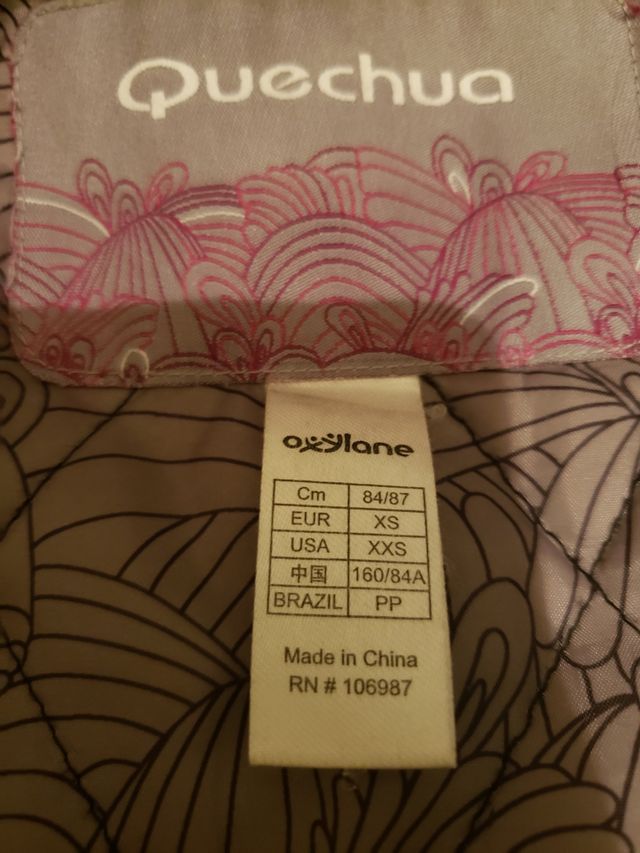 Quechua
oxylane
Cm 84/87
EUR XS
USA XXS
中国 160/84A
BRAZIL PP
Made in China
RN # 106987